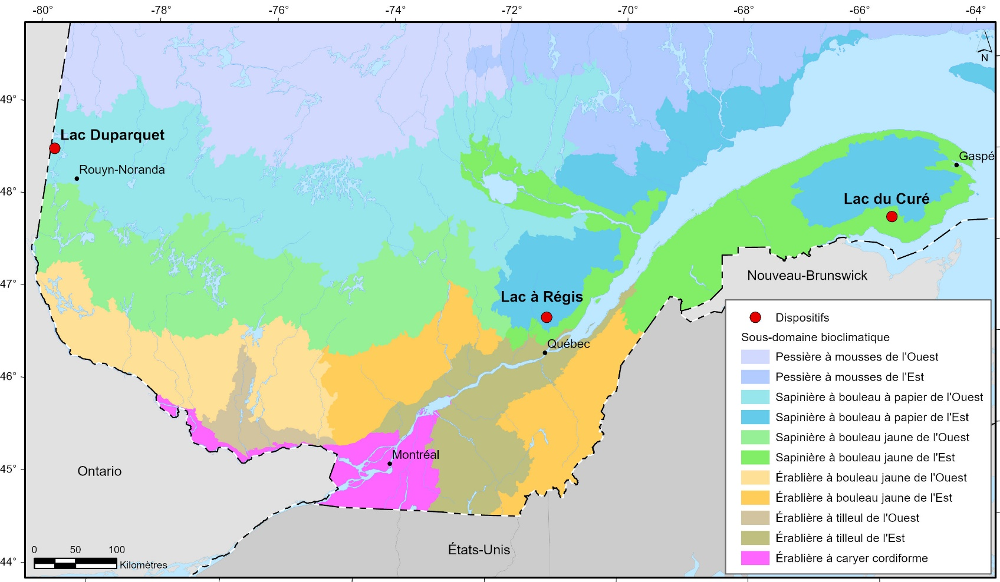 -80° -78° -76° -74° -72° -70° -68° -66° -64°
N
49°
Lac Duparquet
Gaspé
Rouyn-Noranda
48°
Lac du Curé
Nouveau-Brunswick
47°
Lac à Régis
Québec
46°
Montréal
45°
Ontario
États-Unis
44°
0 50 100
Kilomètres
Dispositifs
Sous-domaine bioclimatique
Pessière à mousses de l'Ouest
Pessière à mousses de l'Est
Sapinière à bouleau à papier de l'Ouest
Sapinière à bouleau à papier de l'Est
Sapinière à bouleau jaune de l'Ouest
Sapinière à bouleau jaune de l'Est
Érablière à bouleau jaune de l'Ouest
Érablière à bouleau jaune de l'Est
Érablière à tilleul de l'Ouest
Érablière à tilleul de l'Est
Érablière à caryer cordiforme